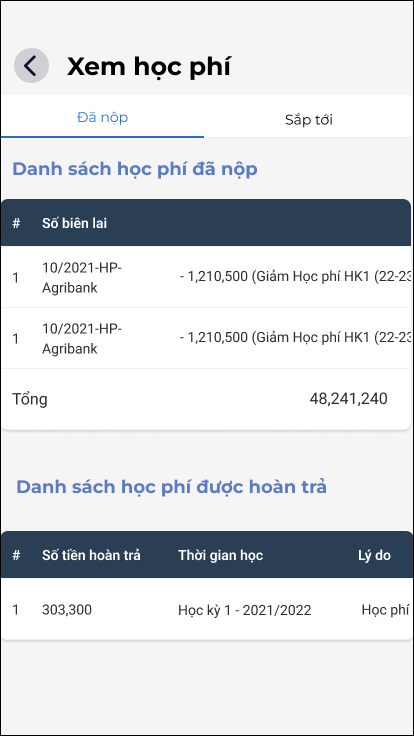 Xem học phí
Đã nộp
Sắp tới
Danh sách học phí đã nộp
# Số biên lai
1 10/2021-HP-Agribank - 1,210,500 (Giảm Học phí HK1 (22-23
1 10/2021-HP-Agribank - 1,210,500 (Giảm Học phí HK1 (22-23
Tổng 48,241,240
Danh sách học phí được hoàn trả
# Số tiền hoàn trả Thời gian học Lý do
1 303,300 Học kỳ 1 - 2021/2022 Học phí